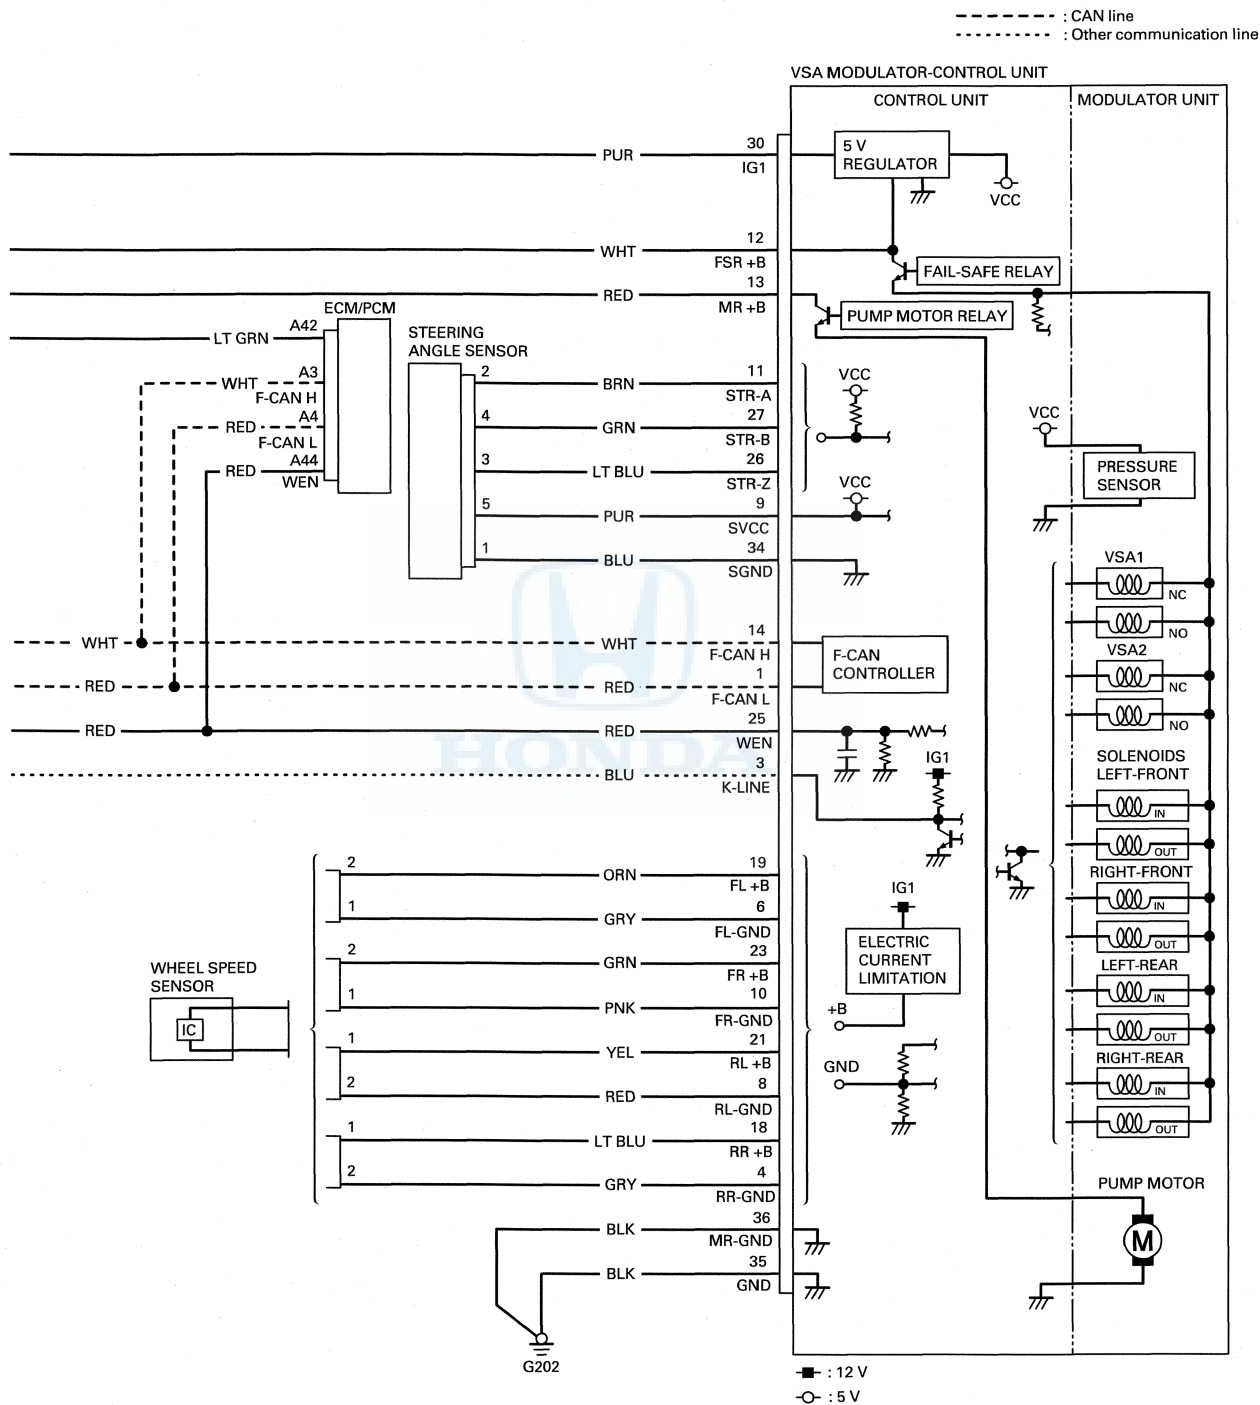 : CAN line
: Other communication line
VSA MODULATOR-CONTROL UNIT
CONTROL UNIT
MODULATOR UNIT
PUR
30
IG1
5 V
REGULATOR
VCC
WHT
12
FSR +B
FAIL-SAFE RELAY
RED
13
MR +B
PUMP MOTOR RELAY
ECM/PCM
LT GRN
A42
WHT
A3
F-CAN H
RED
A4
F-CAN L
RED
A44
WEN
STEERING
ANGLE SENSOR
2
BRN
11
STR-A
4
GRN
27
STR-B
3
LT BLU
26
STR-Z
5
PUR
9
SVCC
1
BLU
34
SGND
VCC
VCC
VCC
PRESSURE
SENSOR
VSA1
NC
NO
VSA2
NC
NO
WHT
WHT
14
F-CAN H
RED
RED
1
F-CAN L
F-CAN
CONTROLLER
RED
RED
25
WEN
BLU
3
K-LINE
IG1
HONDA
SOLENOIDS
LEFT-FRONT
IN
OUT
RIGHT-FRONT
IN
OUT
LEFT-REAR
IN
OUT
RIGHT-REAR
IN
OUT
WHEEL SPEED
SENSOR
IC
2
ORN
19
FL +B
1
GRY
6
FL-GND
2
GRN
23
FR +B
1
PNK
10
FR-GND
1
YEL
21
RL +B
2
RED
8
RL-GND
1
LT BLU
18
RR +B
2
GRY
4
RR-GND
IG1
ELECTRIC
CURRENT
LIMITATION
+B
GND
BLK
36
MR-GND
BLK
35
GND
G202
PUMP MOTOR
M
: 12 V
: 5 V